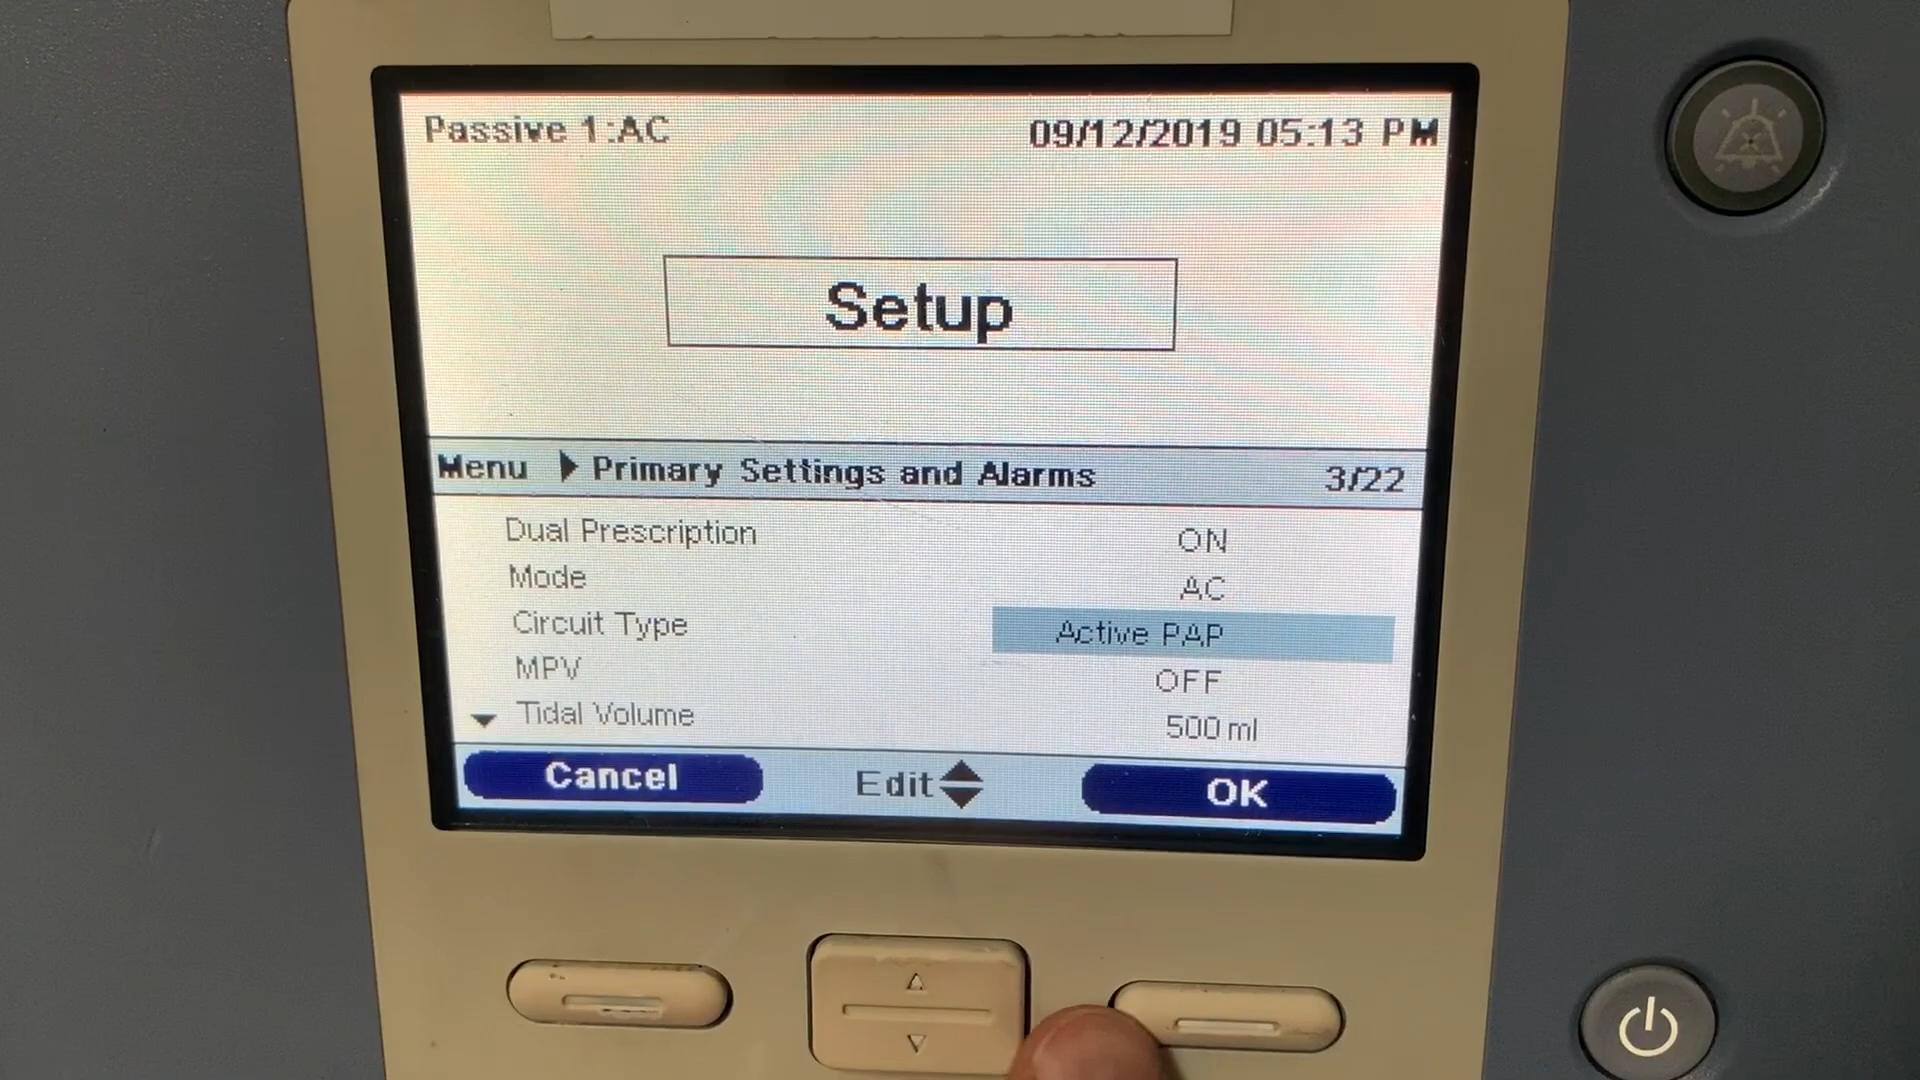 Passive 1:AC 09/12/2019 05:13 PM
Setup
Menu Primary Settings and Alarms 3/22
Dual Prescription ON
Mode AC
Circuit Type Active PAP
MPV OFF
Tidal Volume 500 ml
Cancel Edit OK